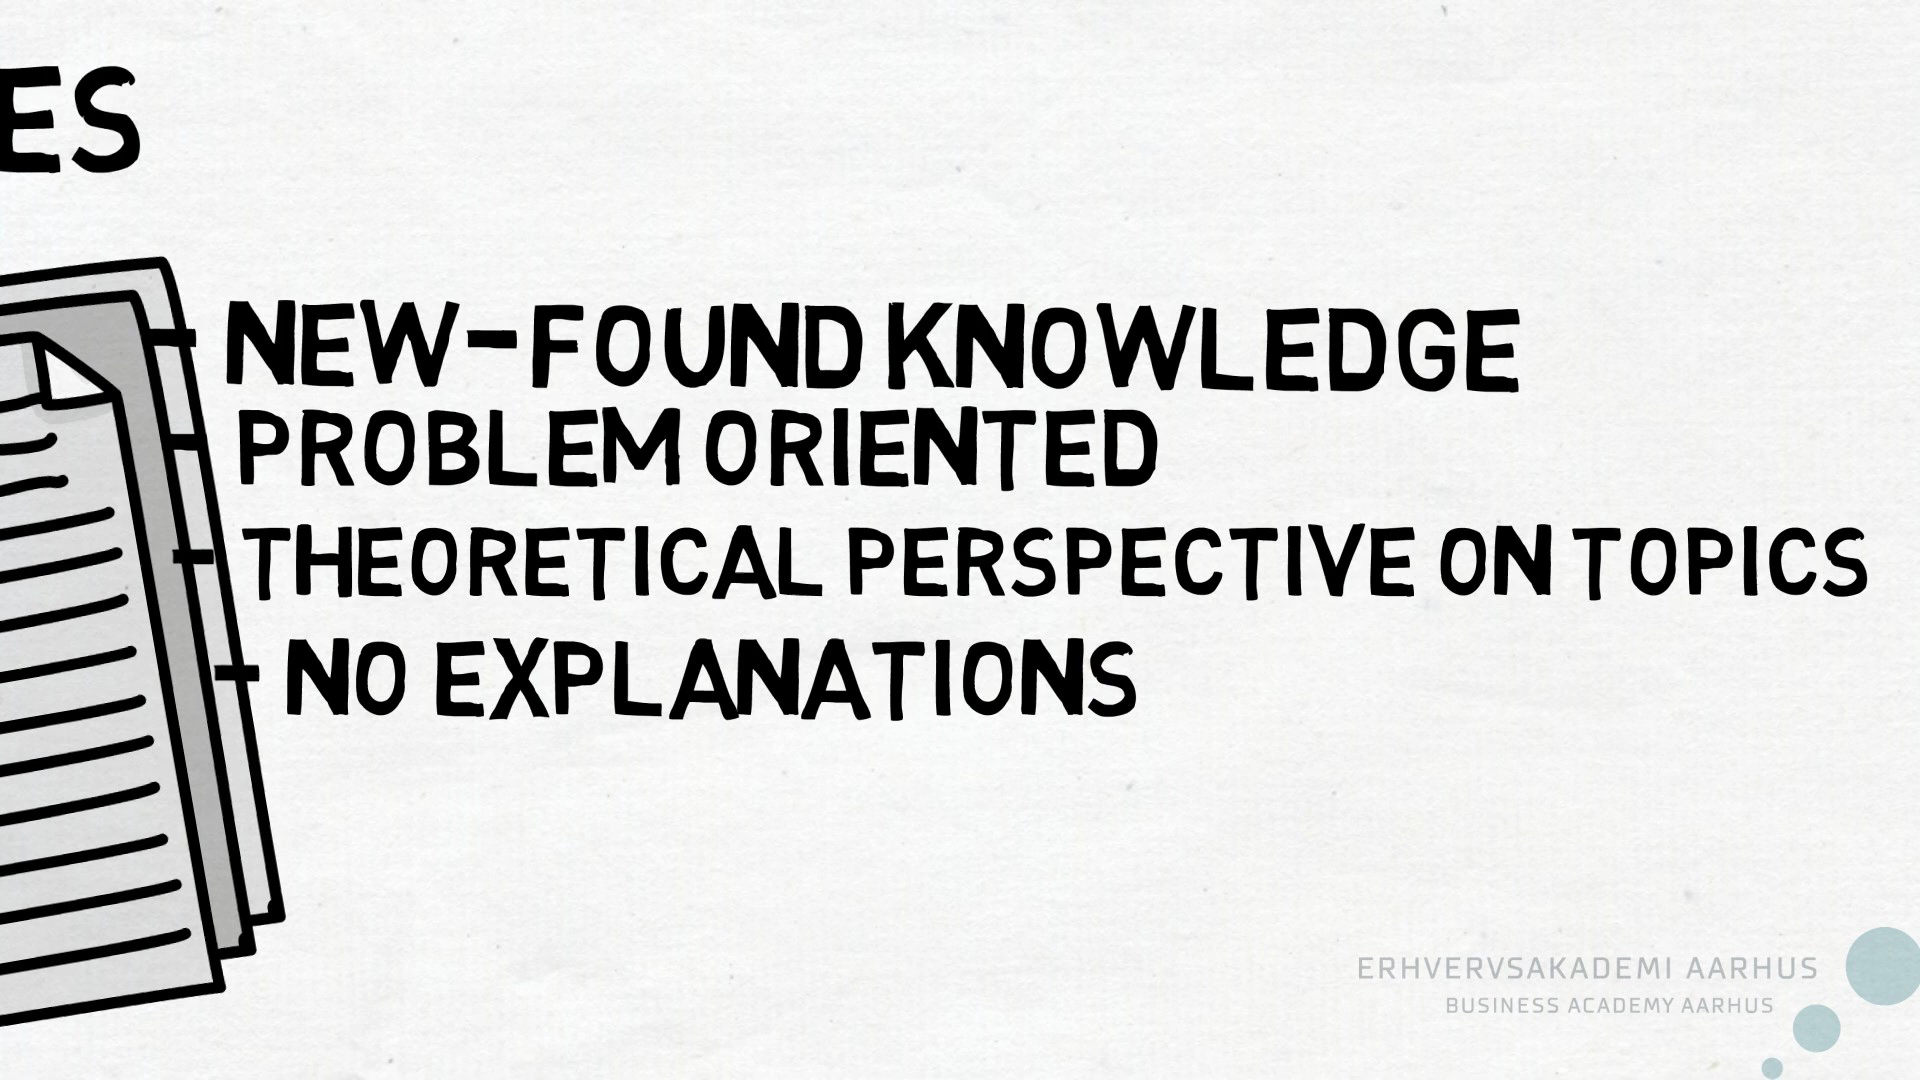 ES
- NEW-FOUND KNOWLEDGE
- PROBLEM ORIENTED
- THEORETICAL PERSPECTIVE ON TOPICS
- NO EXPLANATIONS
ERHVERVSAKADEMI AARHUS
BUSINESS ACADEMY AARHUS